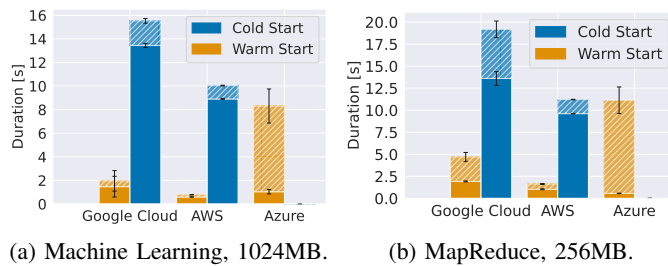 16
14
12
10
8
6
4
2
0
Duration [s]
Cold Start
Warm Start
Google Cloud AWS Azure
(a) Machine Learning, 1024MB.
20.0
17.5
15.0
12.5
10.0
7.5
5.0
2.5
0.0
Duration [s]
Cold Start
Warm Start
Google Cloud AWS Azure
(b) MapReduce, 256MB.